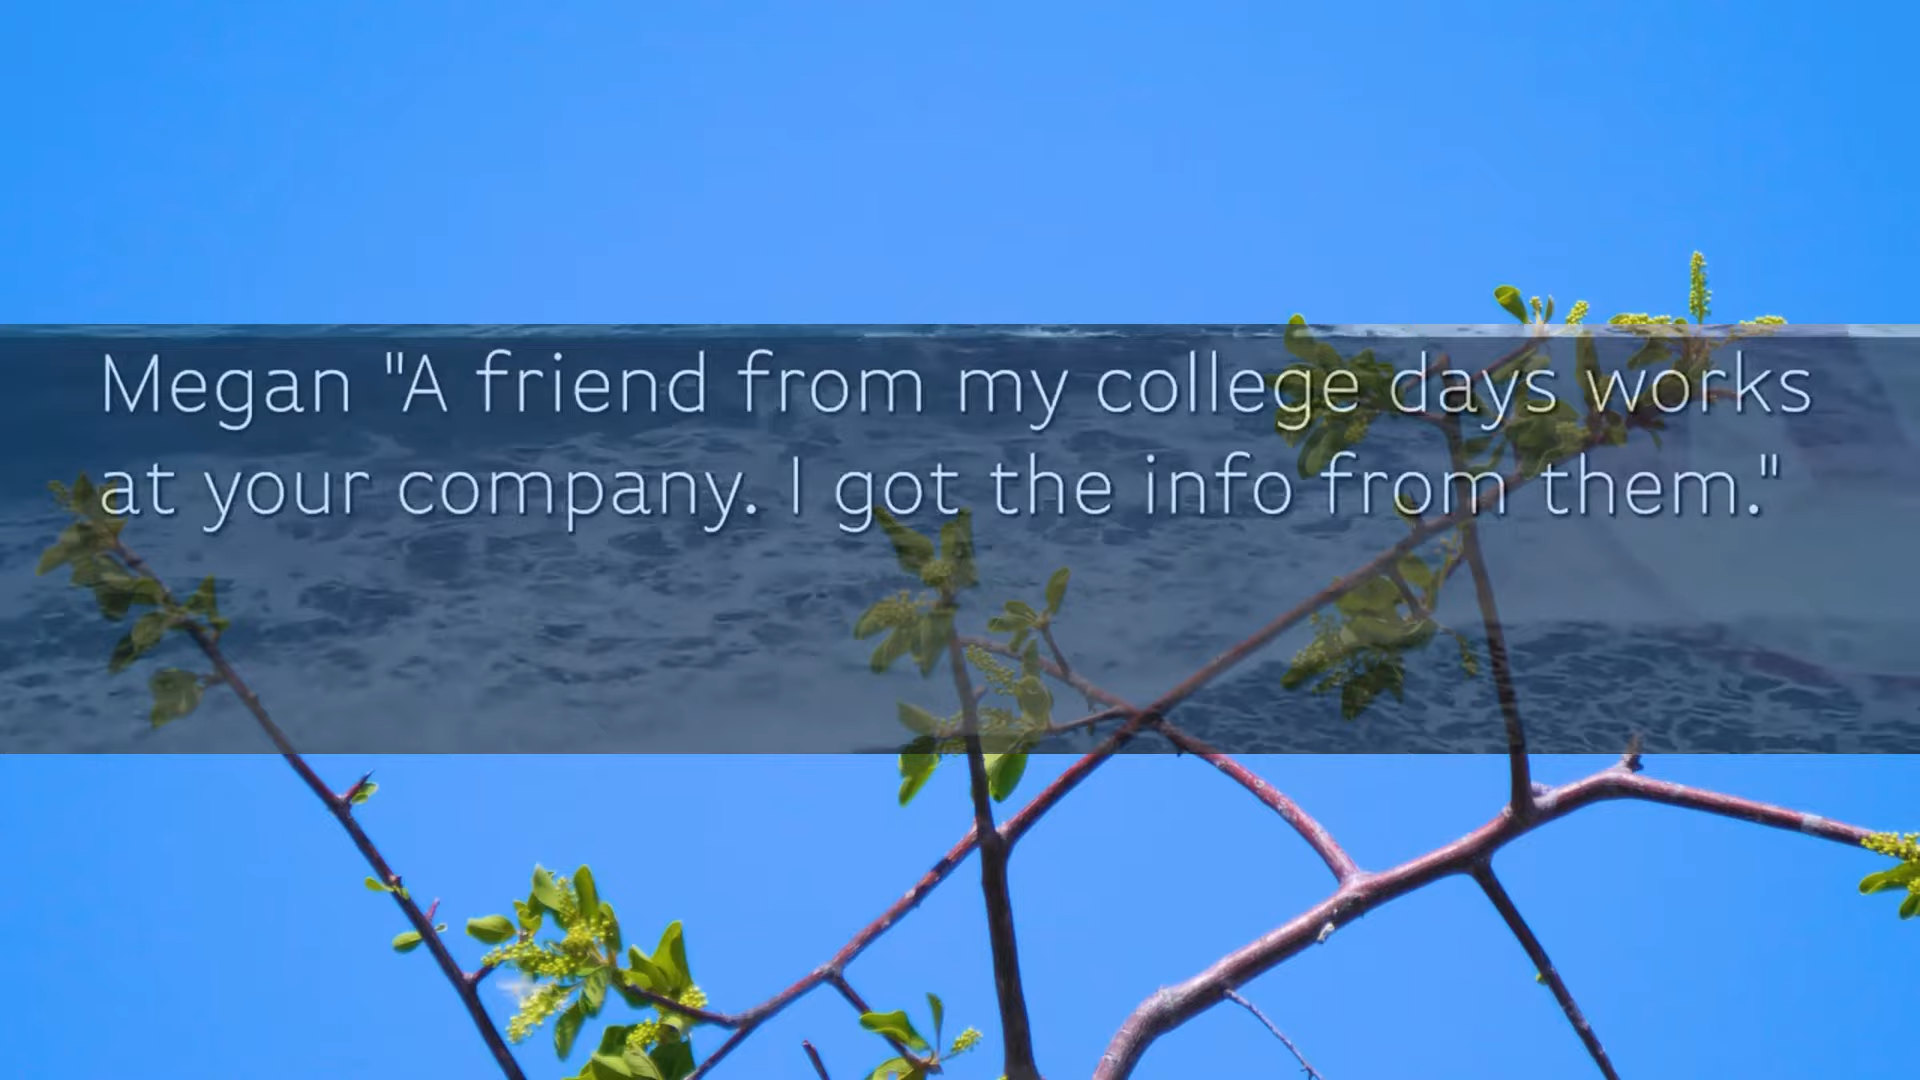 Megan "A friend from my college days works
at your company. I got the info from them."